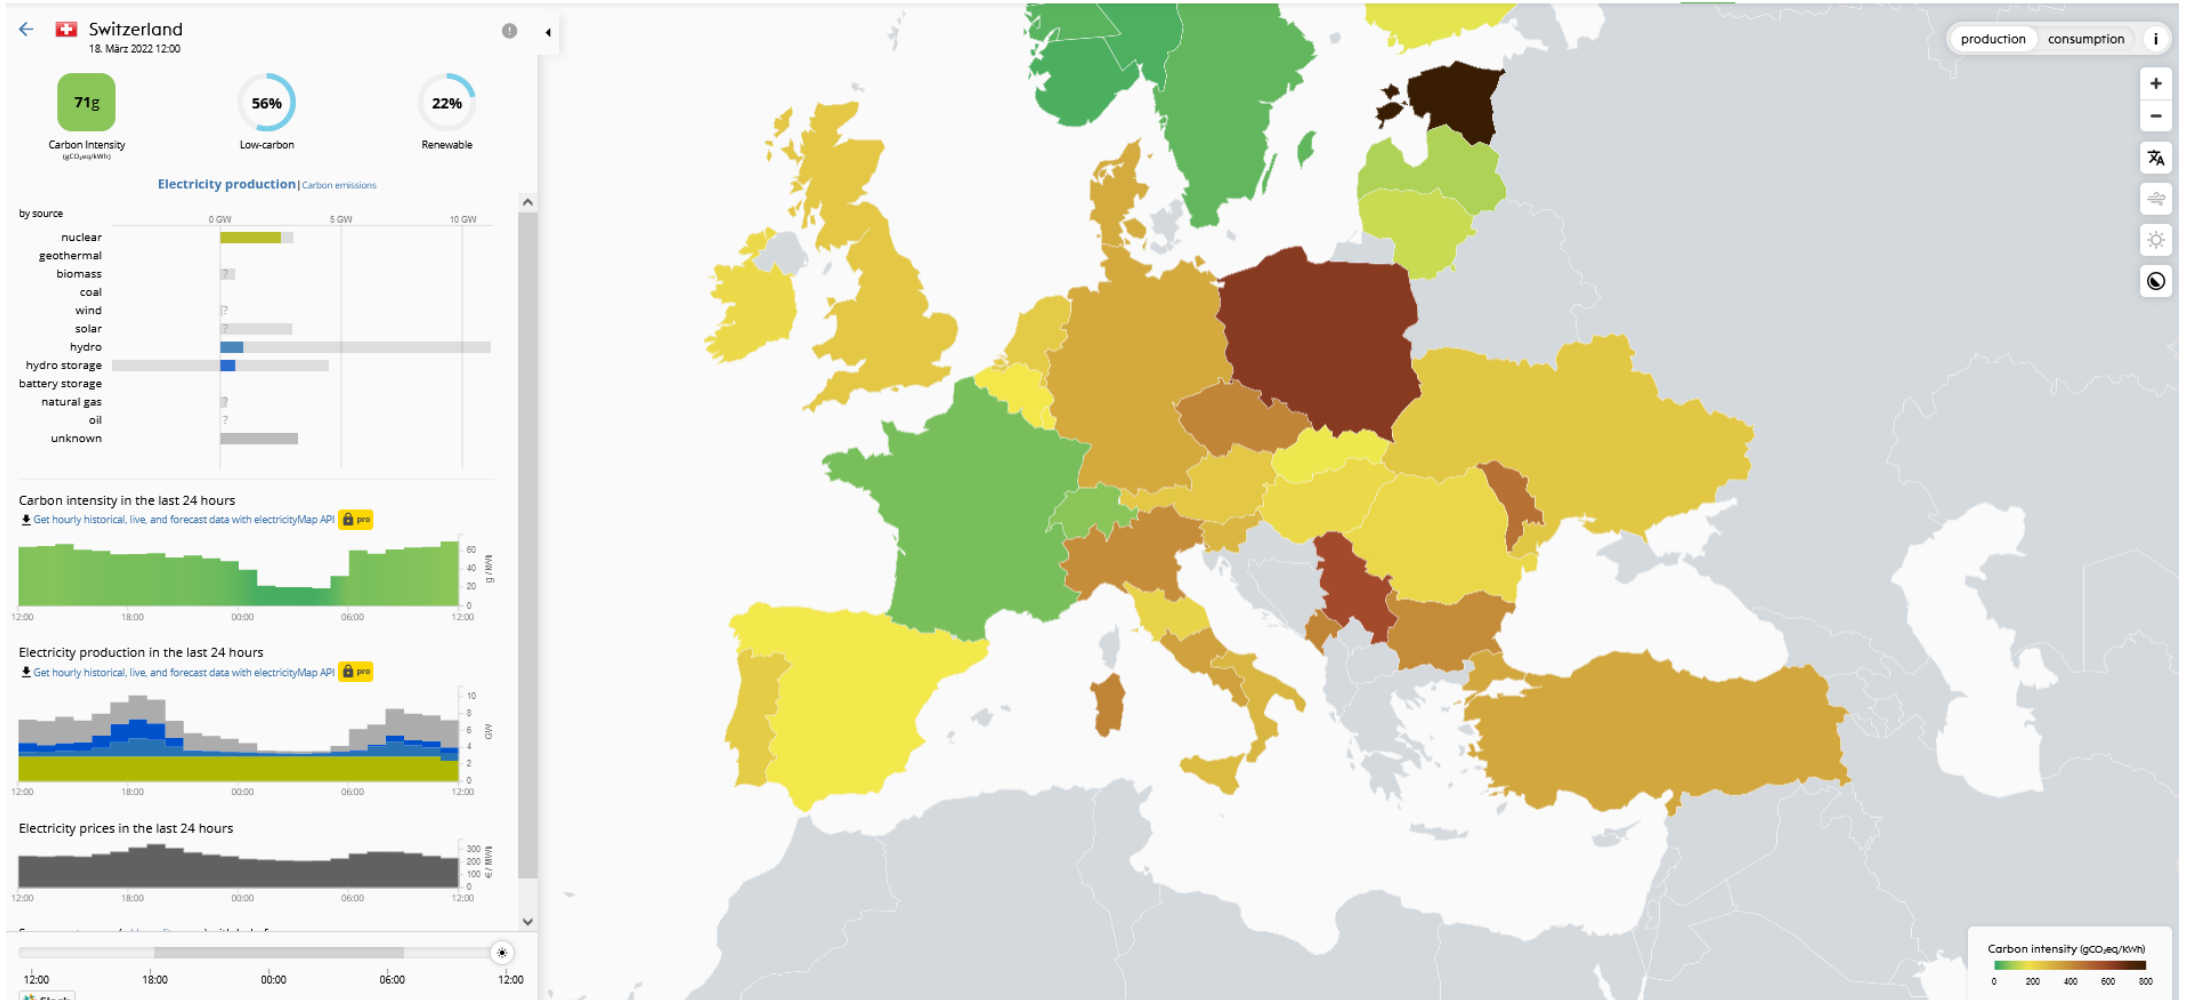 Switzerland
18. März 2022 12:00
71g
56%
22%
Carbon Intensity
(gCO₂eq/kWh)
Low-carbon
Renewable
Electricity production | Carbon emissions
by source
0 GW 5 GW 10 GW
nuclear
geothermal
biomass ?
coal
wind ?
solar ?
hydro
hydro storage
battery storage
natural gas ?
oil ?
unknown
Carbon intensity in the last 24 hours
Get hourly historical, live, and forecast data with electricityMap API pro
60
40
20
0
g / kWh
12:00 18:00 00:00 06:00 12:00
Electricity production in the last 24 hours
Get hourly historical, live, and forecast data with electricityMap API pro
10
8
6
4
2
0
GW
12:00 18:00 00:00 06:00 12:00
Electricity prices in the last 24 hours
300
200
100
0
€ / MWh
12:00 18:00 00:00 06:00 12:00
12:00 18:00 00:00 06:00 12:00
Slack
production consumption i
+
−
文A
Carbon intensity (gCO₂eq/kWh)
0 200 400 600 800